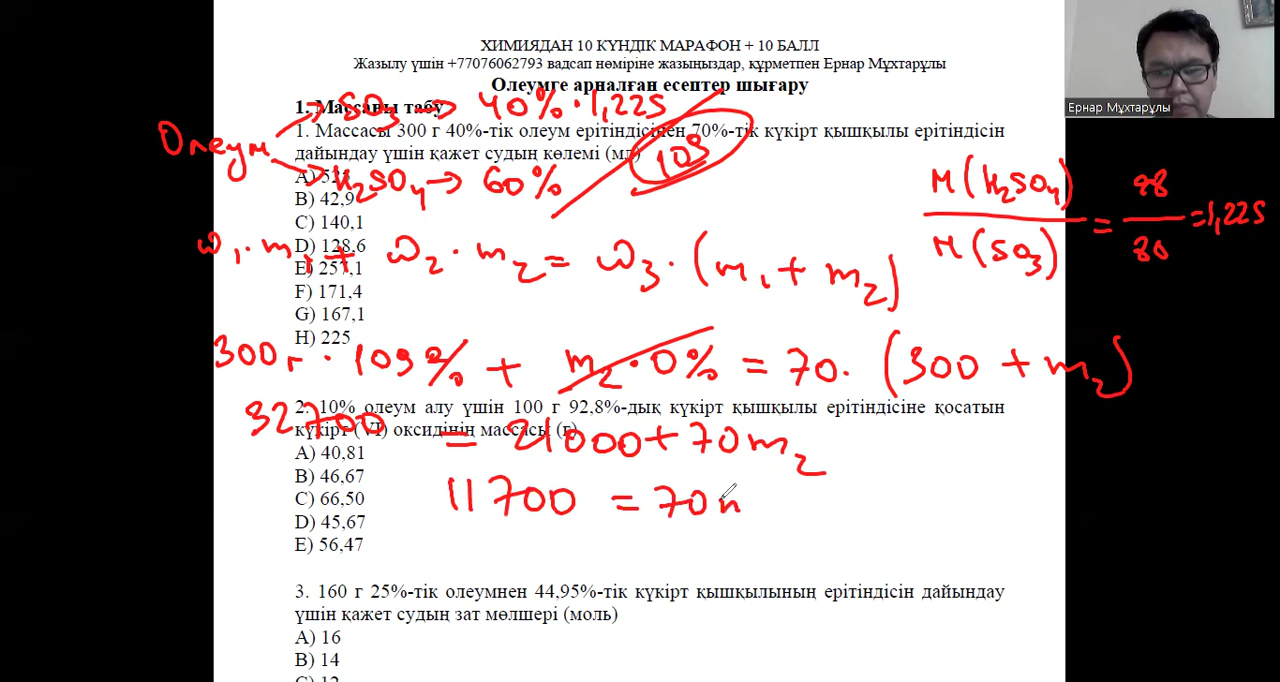 ХИМИЯДАН 10 КҮНДІК МАРАФОН + 10 БАЛЛ
Жазылу үшін +77076062793 вадсап нөміріне жазыңыздар, құрметпен Ернар Мұхтарұлы
Олеумге арналған есептер шығару
Ернар Мұхтарұлы
1. Массаны табу
SO3 → 40% · 1,225
Олеум
1. Массасы 300 г 40%-тік олеум ерітіндісінен 70%-тік күкірт қышқылы ерітіндісін
дайындау үшін қажет судың көлемі (мл)
109
H2SO4 → 60%
M(H2SO4) / M(SO3) = 98 / 80 = 1,225
A) 52
B) 42,9
C) 140,1
D) 128,6
E) 257,1
F) 171,4
G) 167,1
H) 225
ω1 · m1 + ω2 · m2 = ω3 · (m1 + m2)
300г · 109% + m2 · 0% = 70 · (300 + m2)
2. 10% олеум алу үшін 100 г 92,8%-дық күкірт қышқылы ерітіндісіне қосатын
күкірт (VI) оксидінің массасы (г)
32700 = 21000 + 70m2
A) 40,81
B) 46,67
C) 66,50
D) 45,67
E) 56,47
11700 = 70
3. 160 г 25%-тік олеумнен 44,95%-тік күкірт қышқылының ерітіндісін дайындау
үшін қажет судың зат мөлшері (моль)
A) 16
B) 14